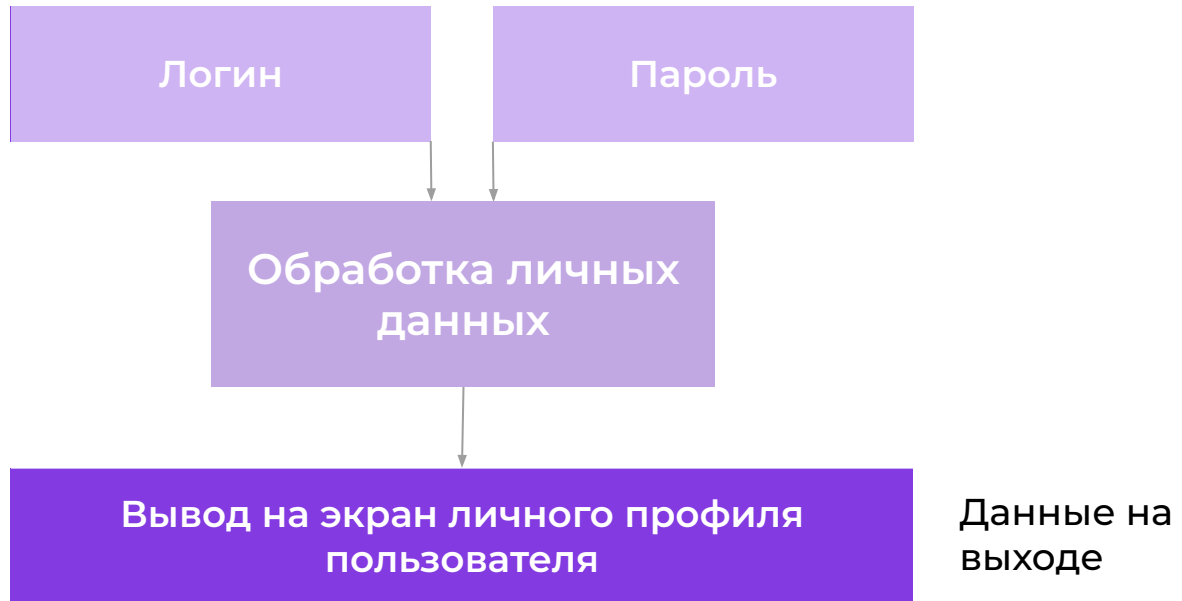 Логин
Пароль
Обработка личных
данных
Вывод на экран личного профиля
пользователя
Данные на
выходе